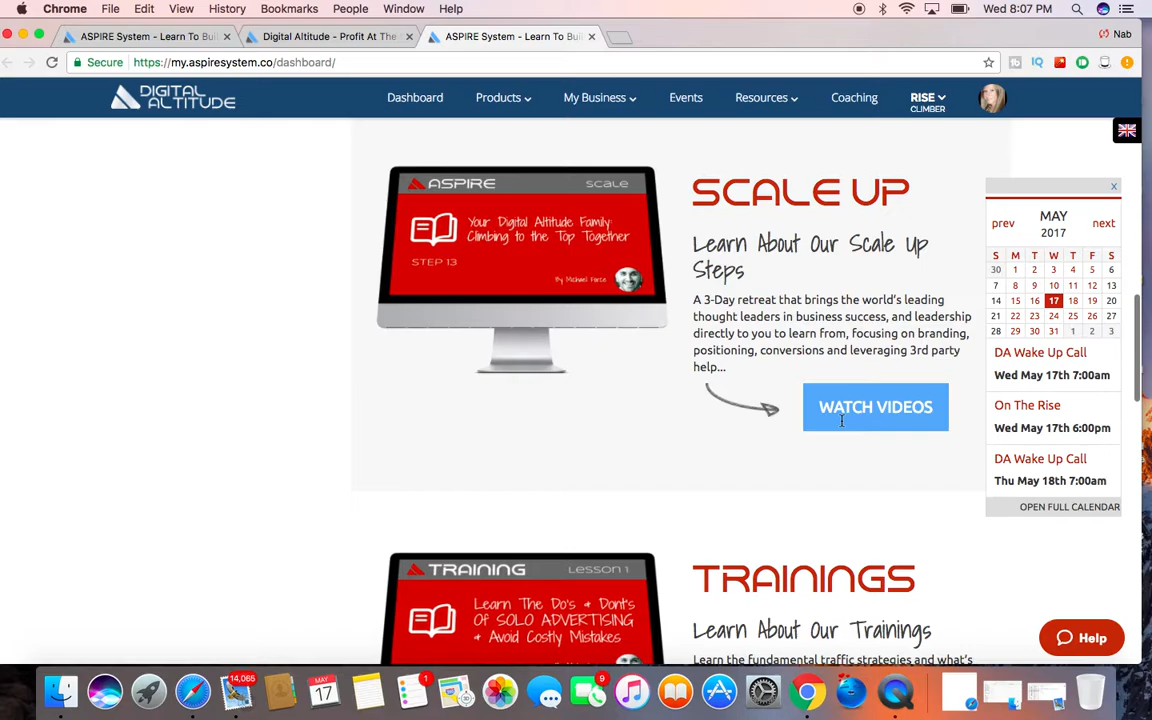 Chrome File Edit View History Bookmarks People Window Help
Wed 8:07 PM
ASPIRE System - Learn To Bui
Digital Altitude - Profit At The
ASPIRE System - Learn To Bui
Nab
Secure https://my.aspiresystem.co/dashboard/
DIGITAL
ALTITUDE
Dashboard Products My Business Events Resources Coaching RISE
CLIMBER
ASPIRE SCALE
Your Digital Altitude Family:
Climbing to the Top Together
STEP 13
By Michael Force
SCALE UP
Learn About Our Scale Up
Steps
A 3-Day retreat that brings the world's leading
thought leaders in business success, and leadership
directly to you to learn from, focusing on branding,
positioning, conversions and leveraging 3rd party
help...
WATCH VIDEOS
x
prev MAY next
2017
S M T W T F S
30 1 2 3 4 5 6
7 8 9 10 11 12 13
14 15 16 17 18 19 20
21 22 23 24 25 26 27
28 29 30 31 1 2 3
DA Wake Up Call
Wed May 17th 7:00am
On The Rise
Wed May 17th 6:00pm
DA Wake Up Call
Thu May 18th 7:00am
OPEN FULL CALENDAR
TRAINING LESSON 1
Learn The Do's & Dont's
Of SOLO ADVERTISING
& Avoid Costly Mistakes
TRAININGS
Learn About Our Trainings
Learn the fundamental traffic strategies and what's
Help
14,065
MAY
17
1
9